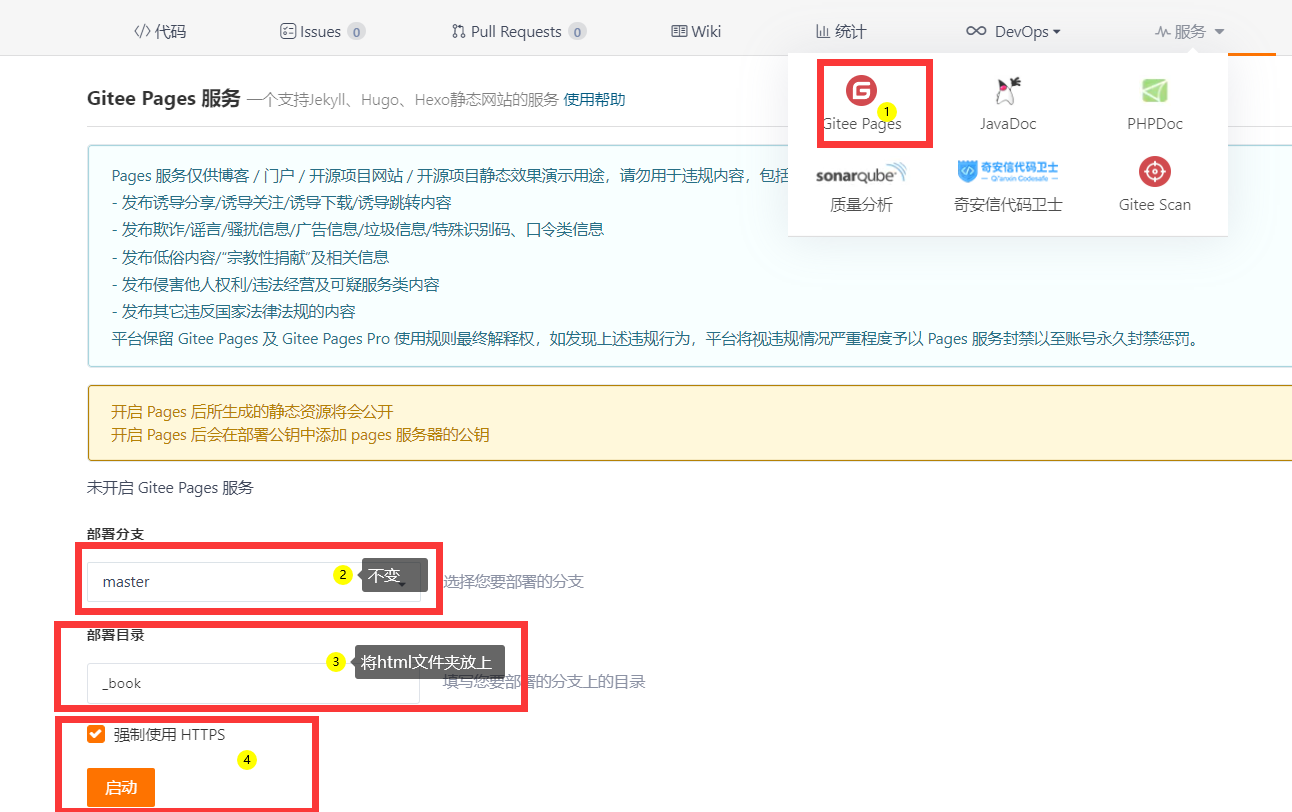 代码 Issues 0 Pull Requests 0 Wiki 统计 DevOps 服务
Gitee Pages 服务 一个支持Jekyll、Hugo、Hexo静态网站的服务 使用帮助
1
Gitee Pages JavaDoc PHPDoc
sonarqube 奇安信代码卫士
Qi'anxin Codesafe
质量分析 奇安信代码卫士 Gitee Scan
Pages 服务仅供博客 / 门户 / 开源项目网站 / 开源项目静态效果演示用途，请勿用于违规内容，包括
- 发布诱导分享/诱导关注/诱导下载/诱导跳转内容
- 发布欺诈/谣言/骚扰信息/广告信息/垃圾信息/特殊识别码、口令类信息
- 发布低俗内容/“宗教性捐献”及相关信息
- 发布侵害他人权利/违法经营及可疑服务类内容
- 发布其它违反国家法律法规的内容
平台保留 Gitee Pages 及 Gitee Pages Pro 使用规则最终解释权，如发现上述违规行为，平台将视违规情况严重程度予以 Pages 服务封禁以至账号永久封禁惩罚。
开启 Pages 后所生成的静态资源将会公开
开启 Pages 后会在部署公钥中添加 pages 服务器的公钥
未开启 Gitee Pages 服务
部署分支
master 2 不变 选择您要部署的分支
部署目录
3 将html文件夹放上
_book 填写您要部署的分支上的目录
强制使用 HTTPS
4
启动